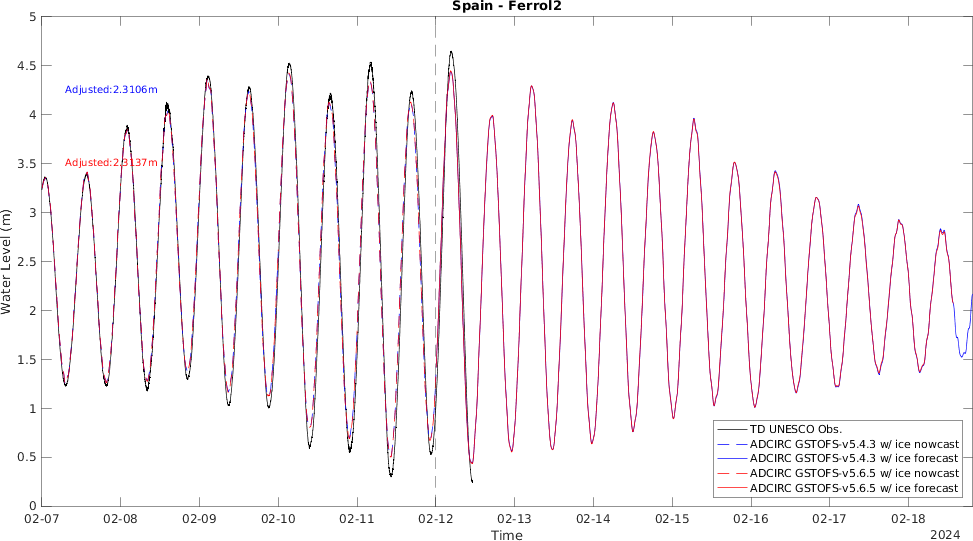 Spain - Ferrol2
5
4.5
4
3.5
3
2.5
2
1.5
1
0.5
0
Water Level (m)
Adjusted:2.3106m
Adjusted:2.3137m
TD UNESCO Obs.
ADCIRC GSTOFS-v5.4.3 w/ ice nowcast
ADCIRC GSTOFS-v5.4.3 w/ ice forecast
ADCIRC GSTOFS-v5.6.5 w/ ice nowcast
ADCIRC GSTOFS-v5.6.5 w/ ice forecast
02-07 02-08 02-09 02-10 02-11 02-12 02-13 02-14 02-15 02-16 02-17 02-18
Time
2024